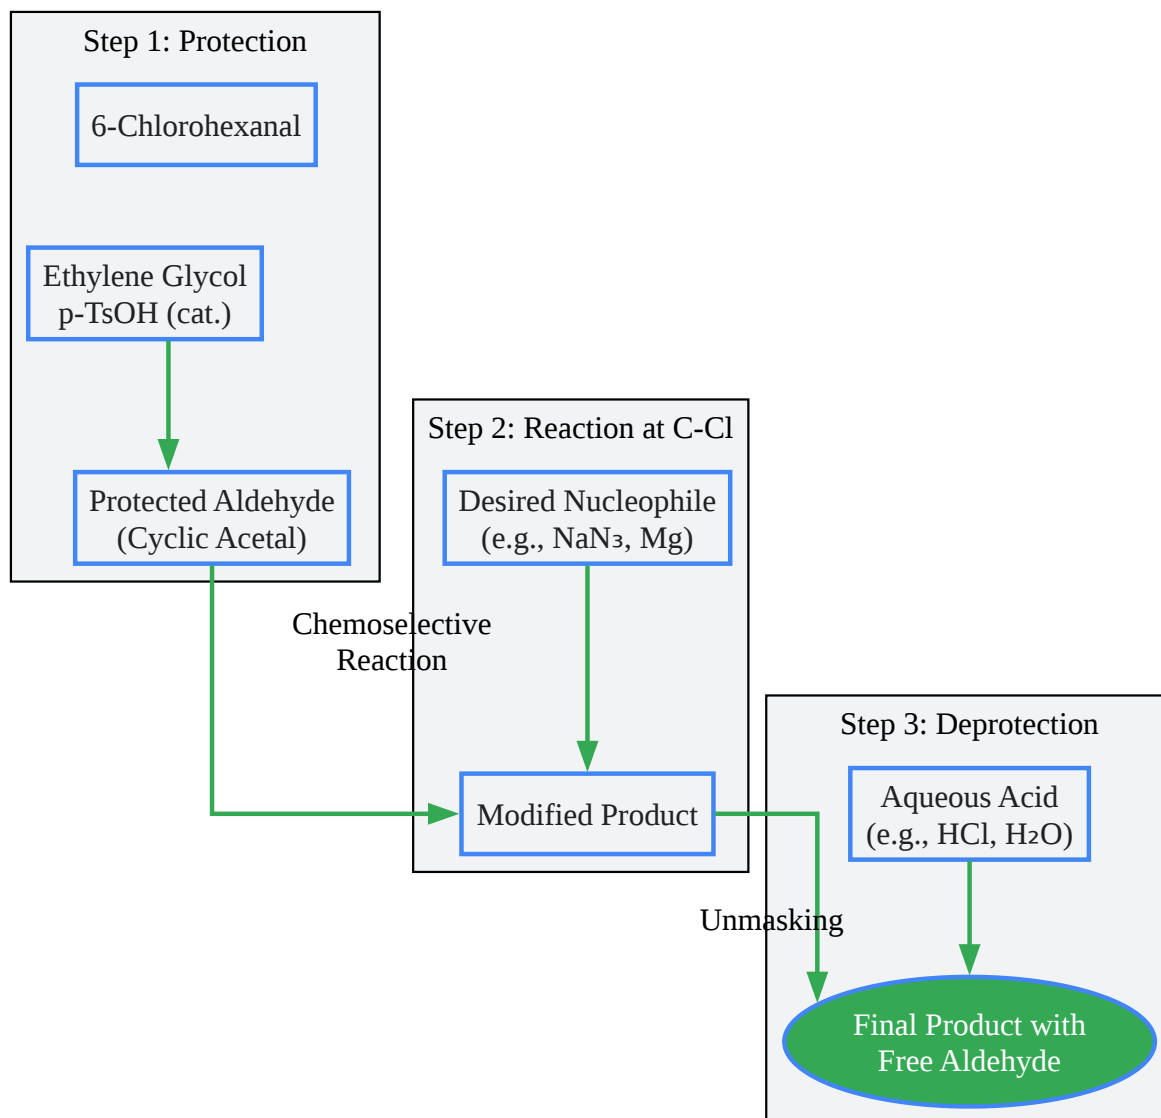 Step 1: Protection
6-Chlorohexanal
Ethylene Glycol
p-TsOH (cat.)
Protected Aldehyde
(Cyclic Acetal)
Step 2: Reaction at C-Cl
Desired Nucleophile
(e.g., NaN₃, Mg)
Chemoselective
Reaction
Modified Product
Step 3: Deprotection
Aqueous Acid
(e.g., HCl, H₂O)
Unmasking
Final Product with
Free Aldehyde